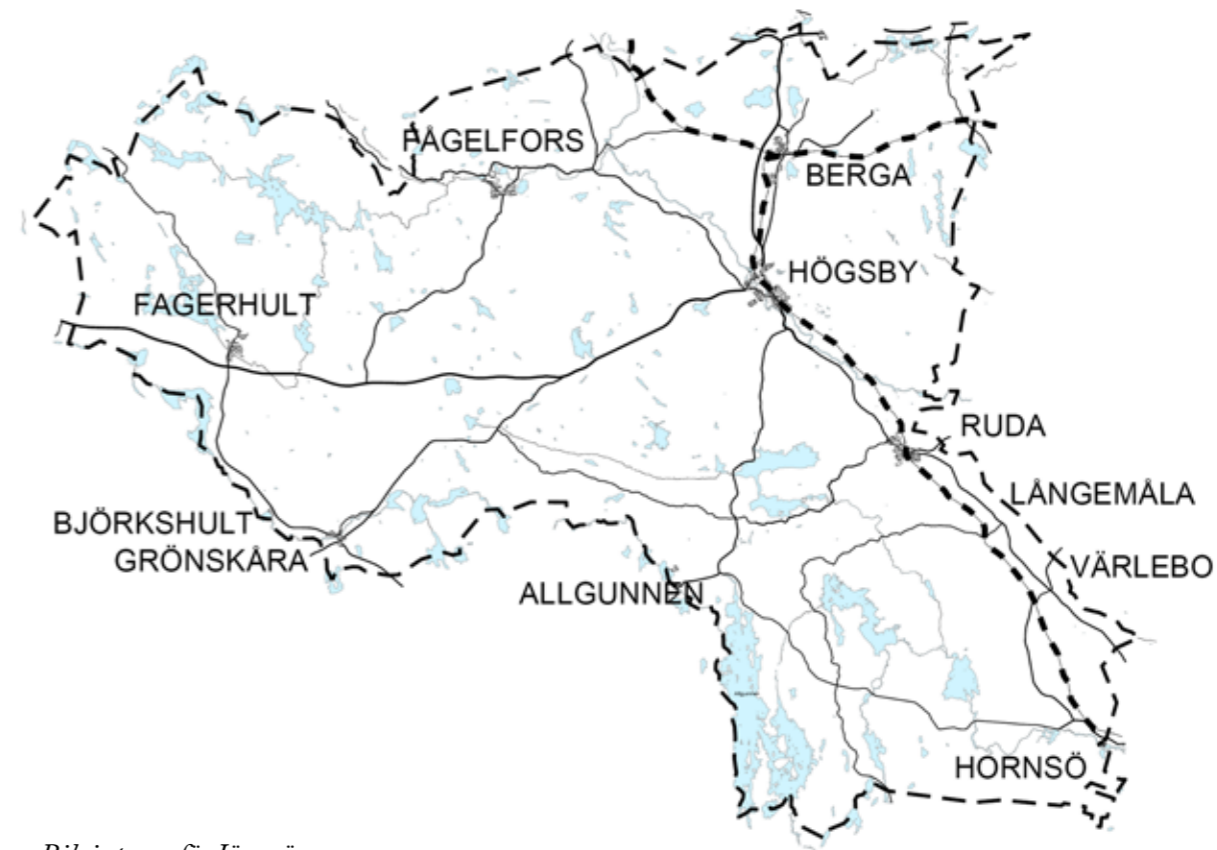 FÅGELFORS
BERGA
HÖGSBY
FAGERHULT
RUDA
LÅNGEMÅLA
BJÖRKSHULT
GRÖNSKÅRA
VÄRLEBO
ALLGUNNEN
HORNSÖ